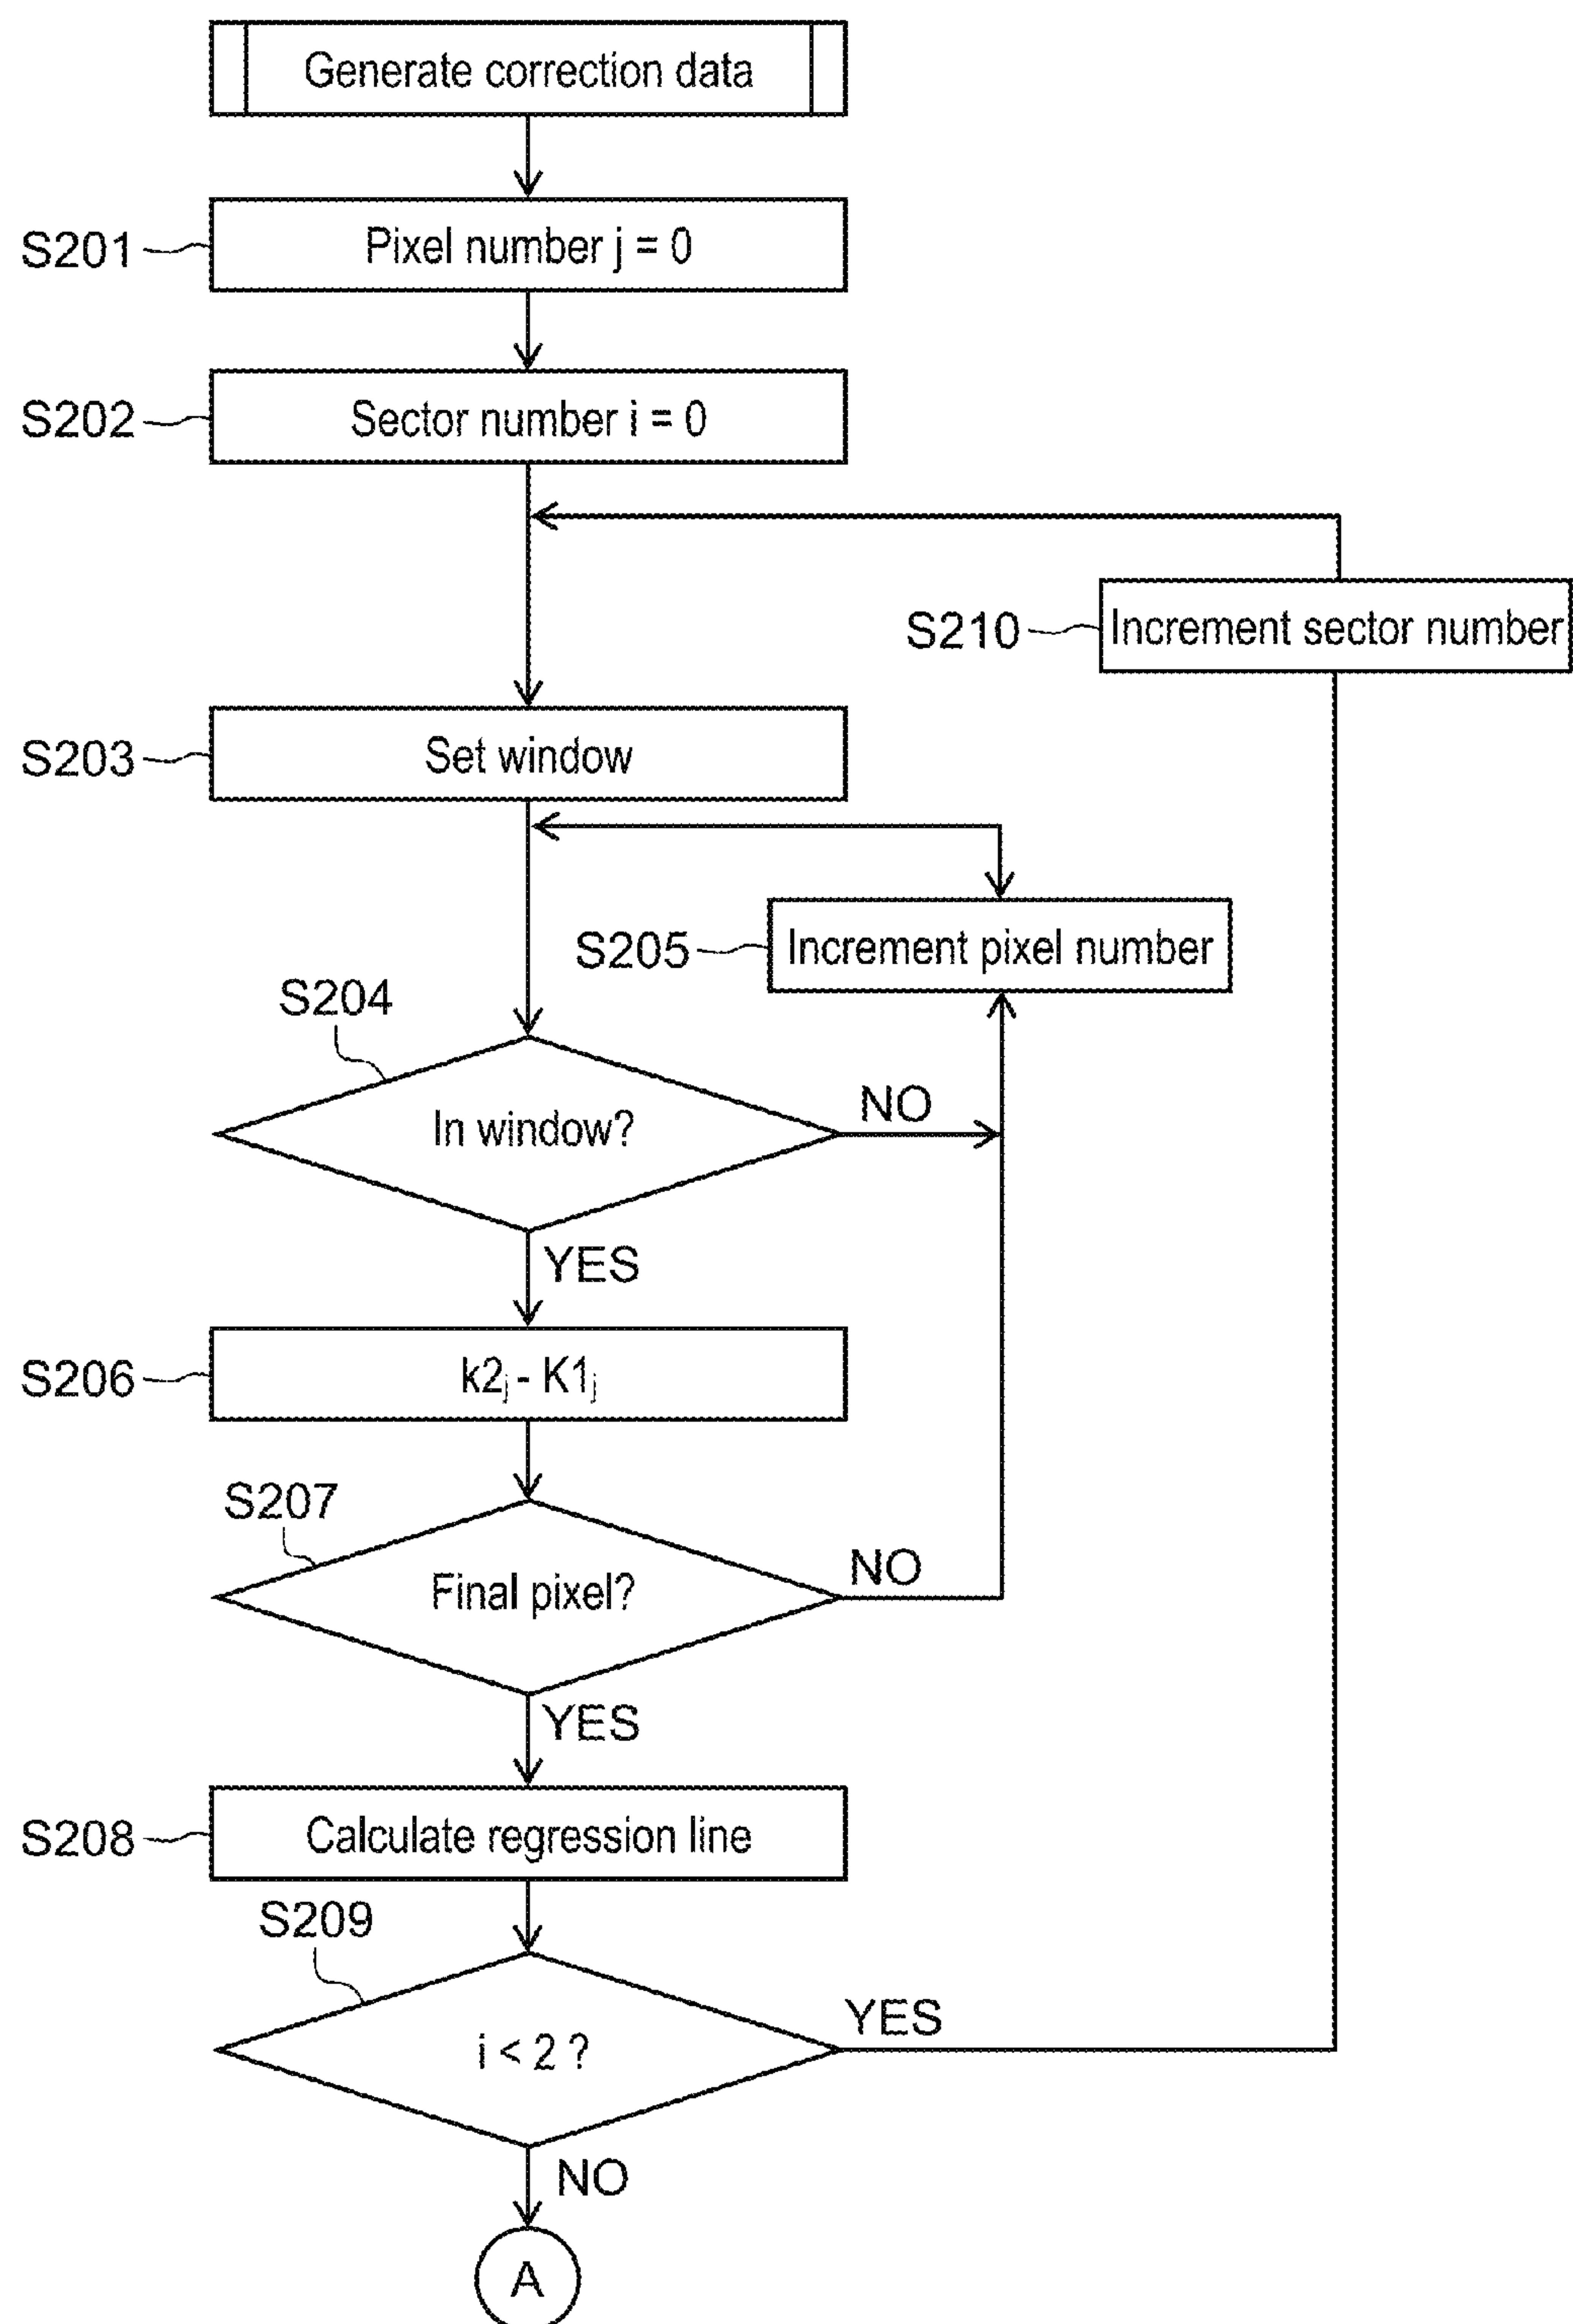 Generate correction data
S201
Pixel number j = 0
S202
Sector number i = 0
S210
Increment sector number
S203
Set window
S205
Increment pixel number
S204
In window?
NO
YES
S206
k2j - K1j
S207
Final pixel?
NO
YES
S208
Calculate regression line
S209
i < 2 ?
YES
NO
A